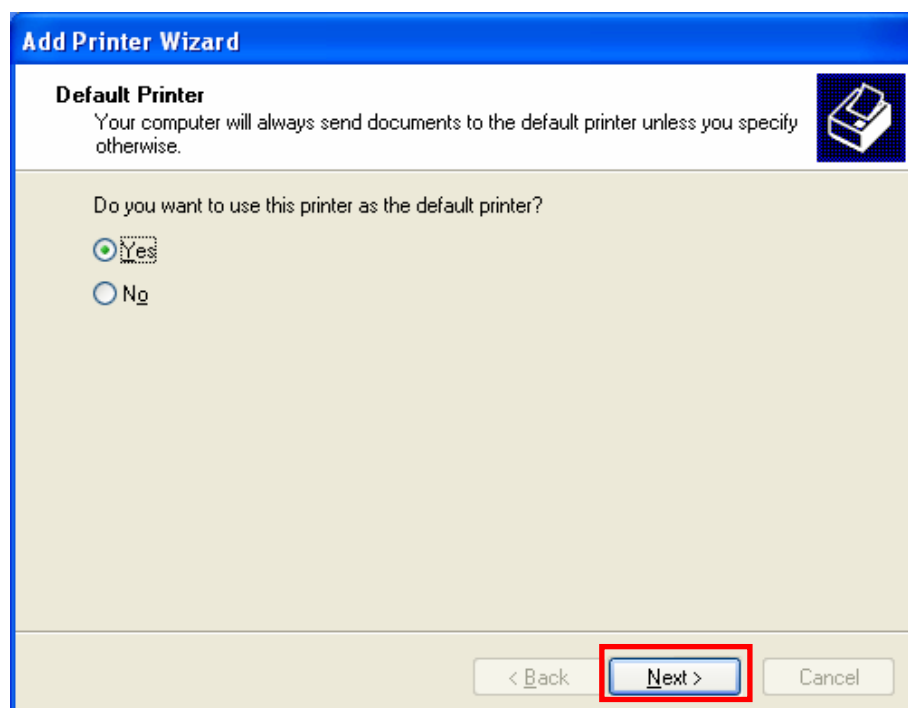 Add Printer Wizard
Default Printer
Your computer will always send documents to the default printer unless you specify
otherwise.
Do you want to use this printer as the default printer?
Yes
No
< Back Next > Cancel